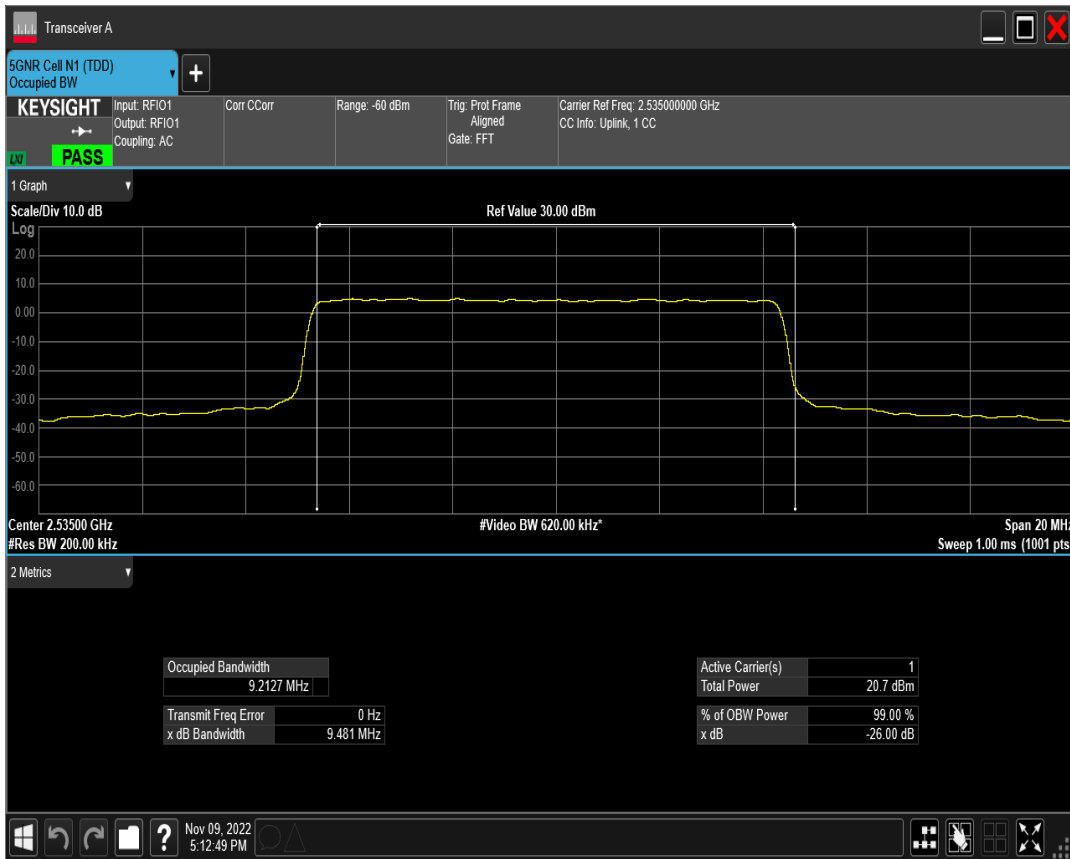 Transceiver A
5GNR Cell N1 (TDD)
Occupied BW
+
KEYSIGHT
LXI
PASS
Input: RFIO1
Output: RFIO1
Coupling: AC
Corr CCorr
Range: -60 dBm
Trig: Prot Frame
Aligned
Gate: FFT
Carrier Ref Freq: 2.535000000 GHz
CC Info: Uplink, 1 CC
1 Graph
Scale/Div 10.0 dB
Ref Value 30.00 dBm
Log
20.0
10.0
0.00
-10.0
-20.0
-30.0
-40.0
-50.0
-60.0
Center 2.53500 GHz
#Video BW 620.00 kHz*
Span 20 MHz
#Res BW 200.00 kHz
Sweep 1.00 ms (1001 pts
2 Metrics
Occupied Bandwidth
9.2127 MHz
Transmit Freq Error 0 Hz
x dB Bandwidth 9.481 MHz
Active Carrier(s) 1
Total Power 20.7 dBm
% of OBW Power 99.00 %
x dB -26.00 dB
?
Nov 09, 2022
5:12:49 PM